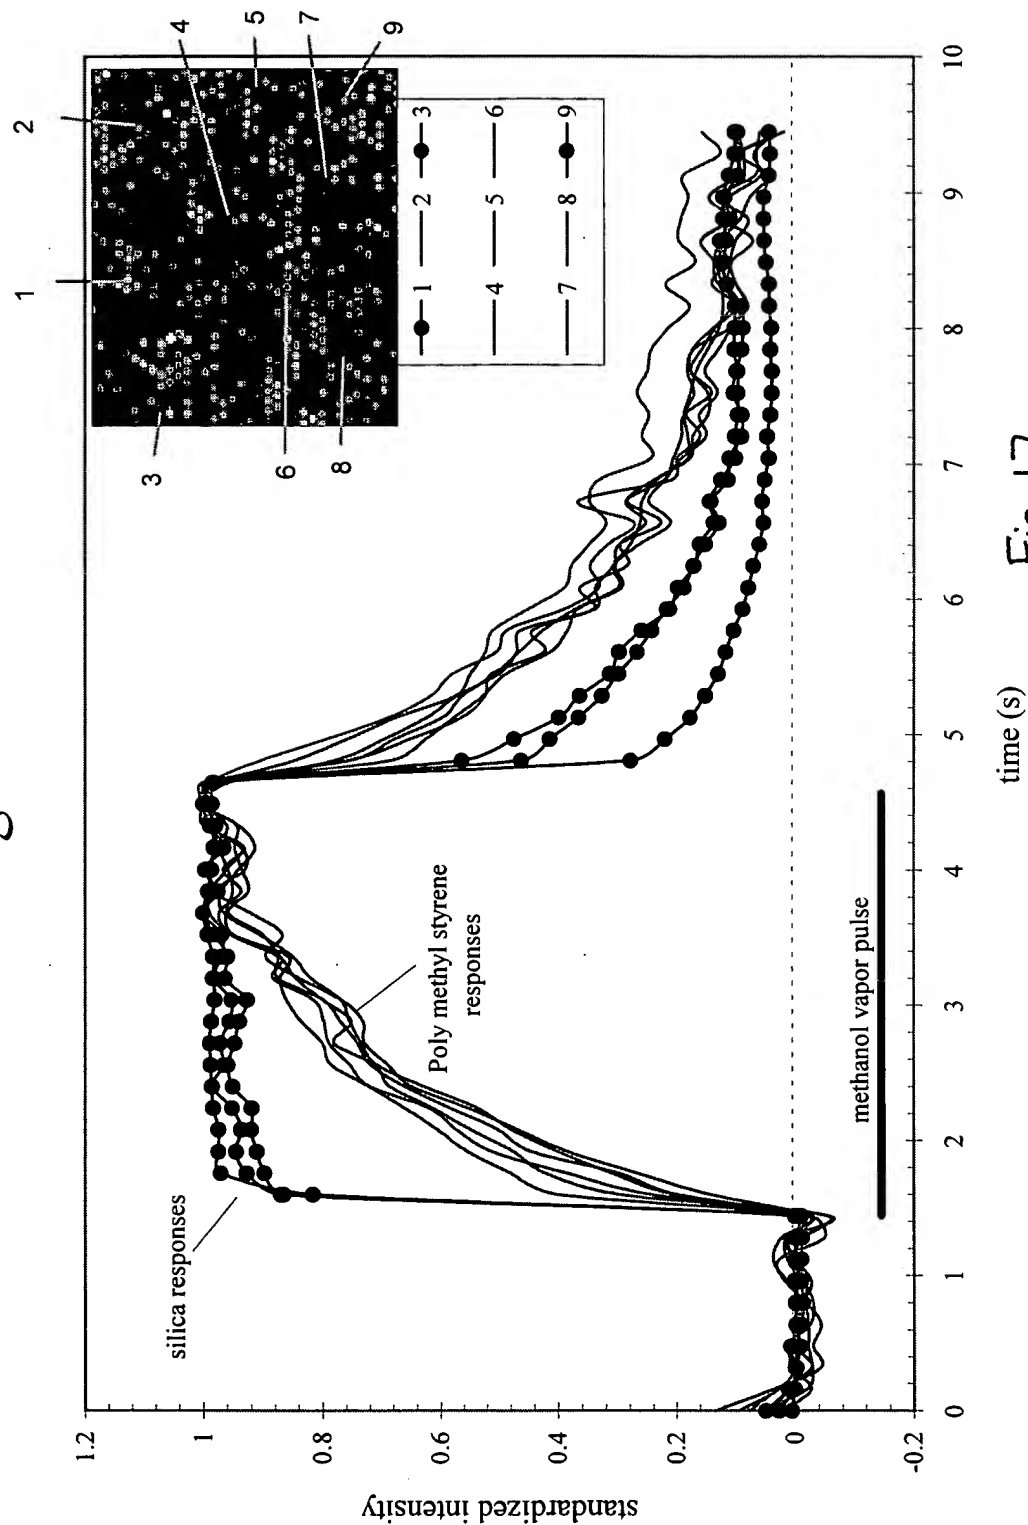 1
2
3
4
5
6
7
8
9
1 2 3
4 5 6
7 8 9
silica responses
Poly methyl styrene
responses
methanol vapor pulse
standardized intensity
1.2
1
0.8
0.6
0.4
0.2
0
-0.2
0 1 2 3 4 5 6 7 8 9 10
time (s)